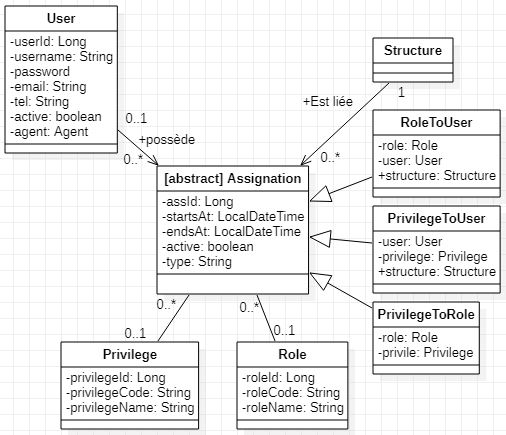 User
-userId: Long
-username: String
-password
-email: String
-tel: String
-active: boolean
-agent: Agent
0..1
+possède
0..*
Structure
1
+Est liée
0..*
[abstract] Assignation
-assId: Long
-startsAt: LocalDateTime
-endsAt: LocalDateTime
-active: boolean
-type: String
RoleToUser
-role: Role
-user: User
+structure: Structure
PrivilegeToUser
-user: User
-privilege: Privilege
+structure: Structure
PrivilegeToRole
-role: Role
-privile: Privilege
0..*
0..1
0..*
0..1
Privilege
-privilegeId: Long
-privilegeCode: String
-privilegeName: String
Role
-roleId: Long
-roleCode: String
-roleName: String